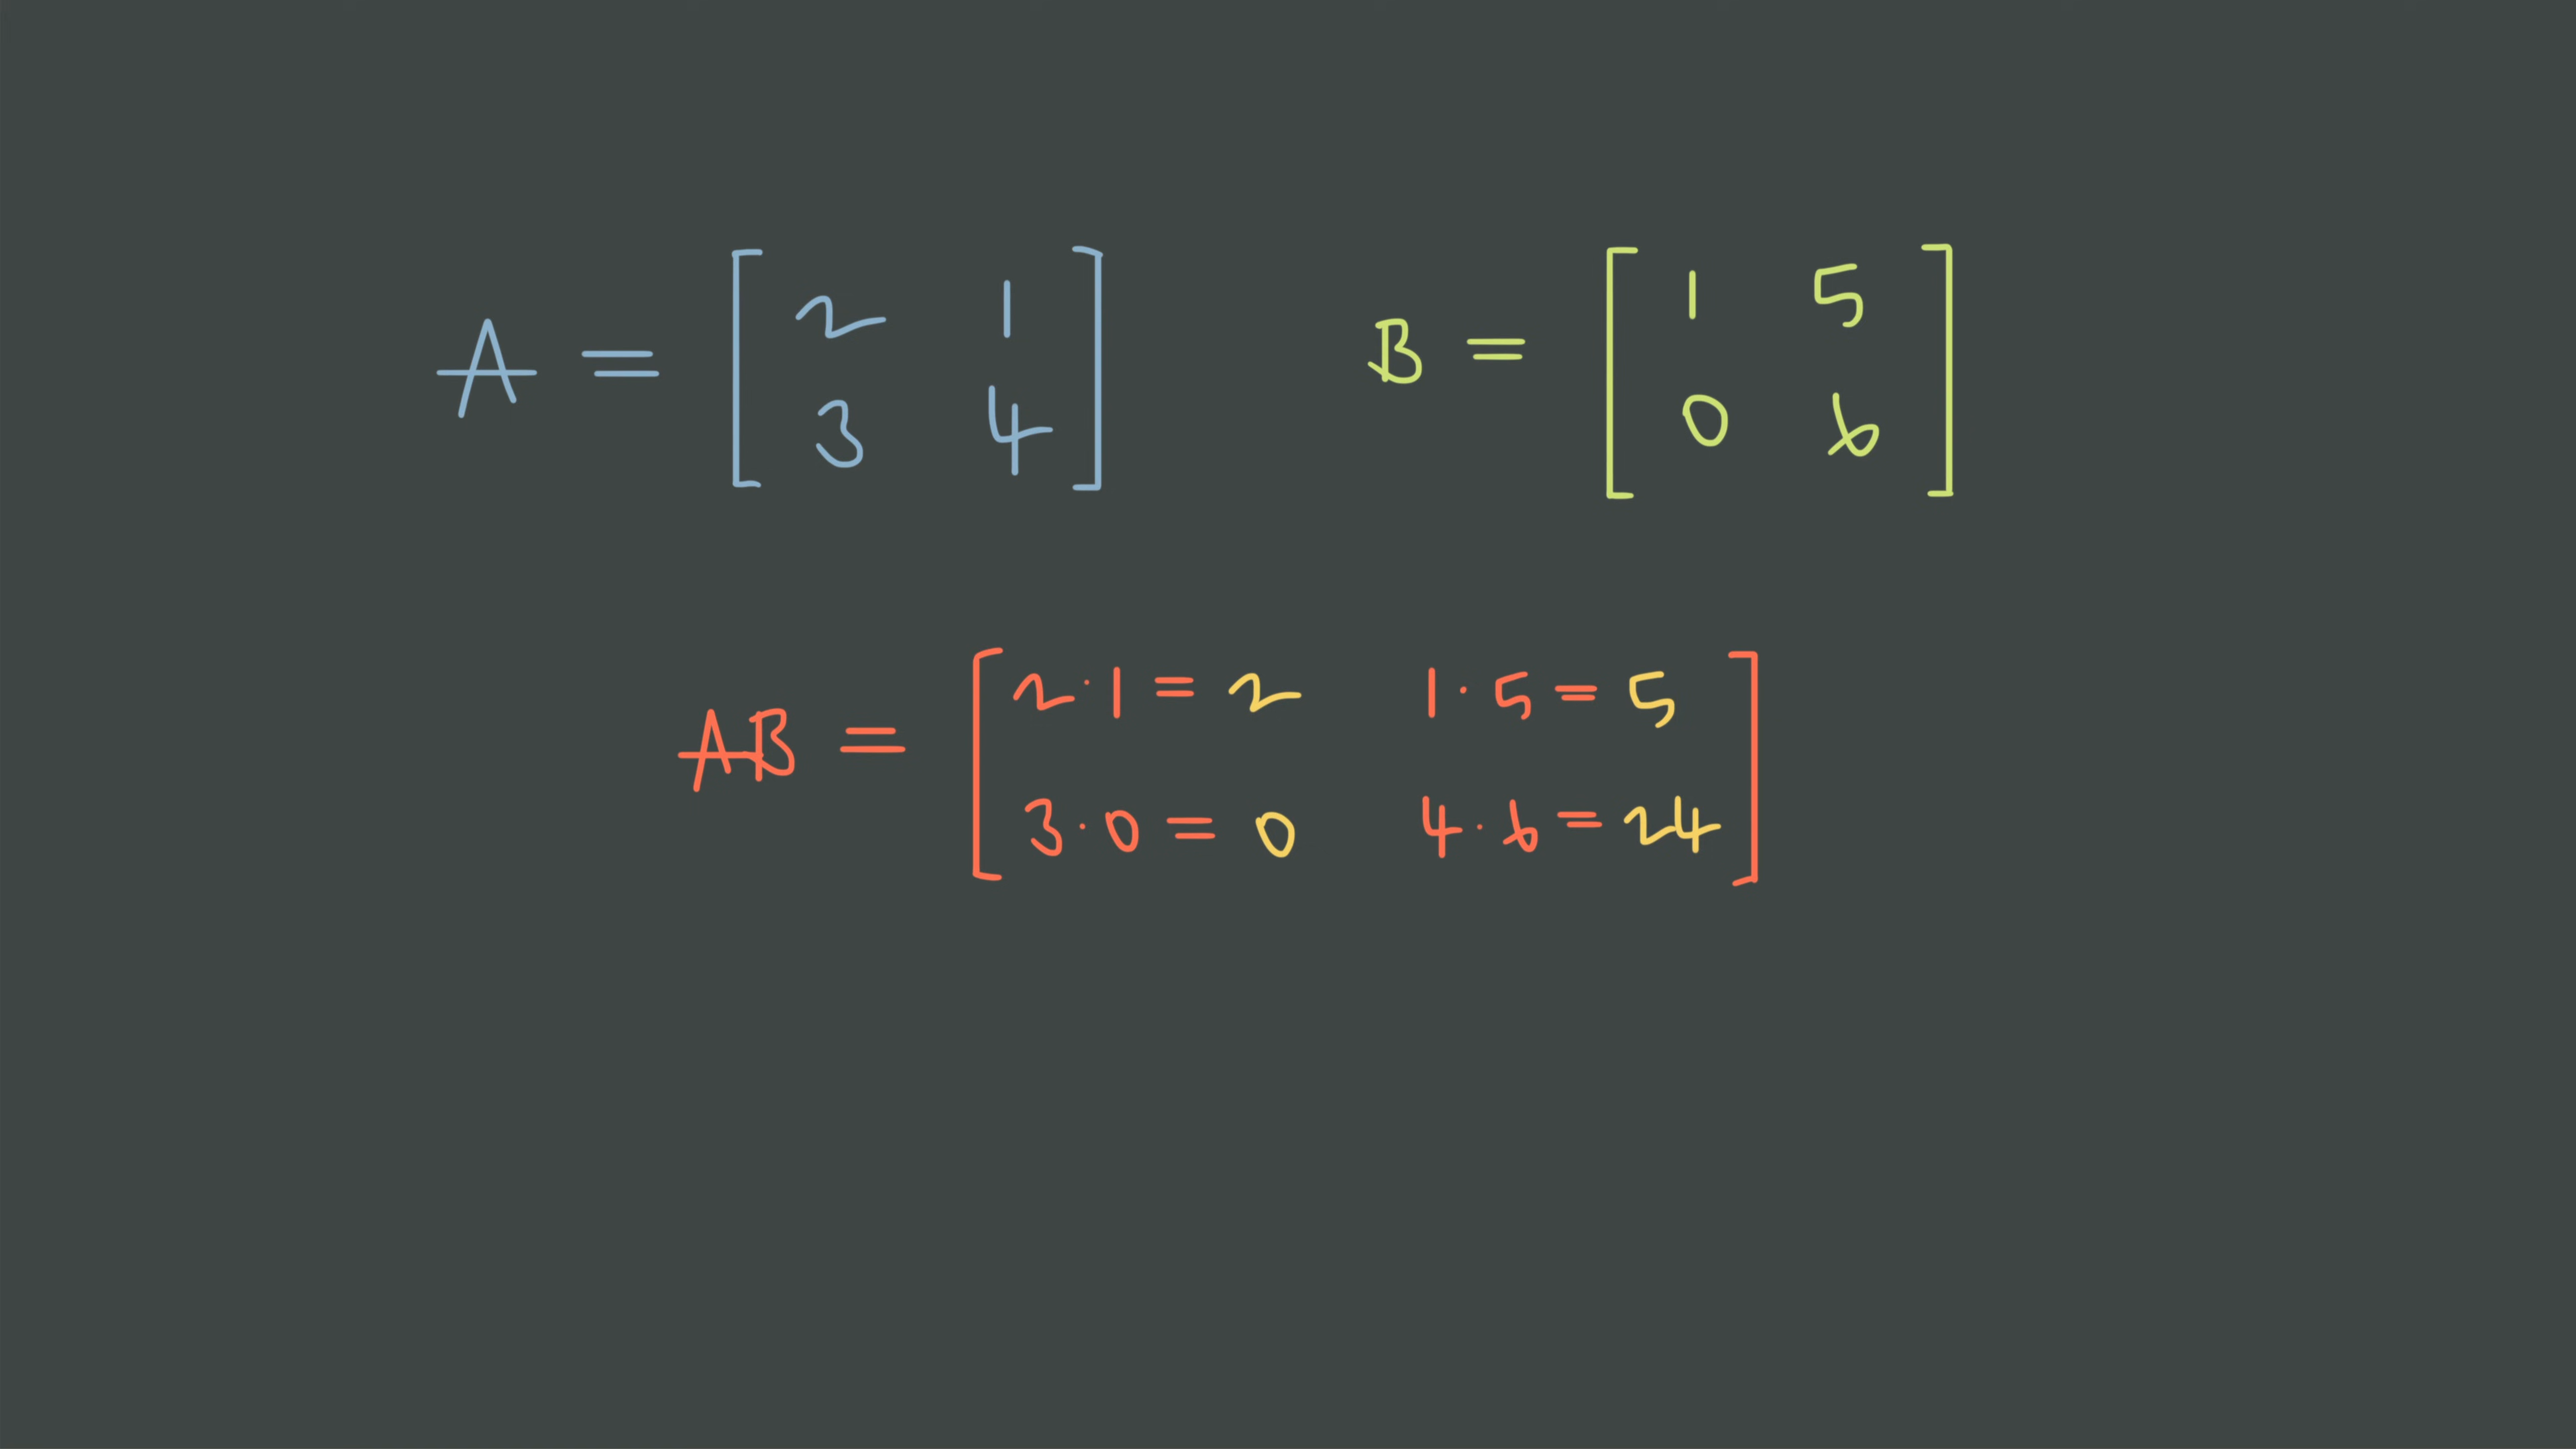 A = [ 2 1
3 4 ]
B = [ 1 5
0 6 ]
AB = [ 2 · 1 = 2 1 · 5 = 5
3 · 0 = 0 4 · 6 = 24 ]